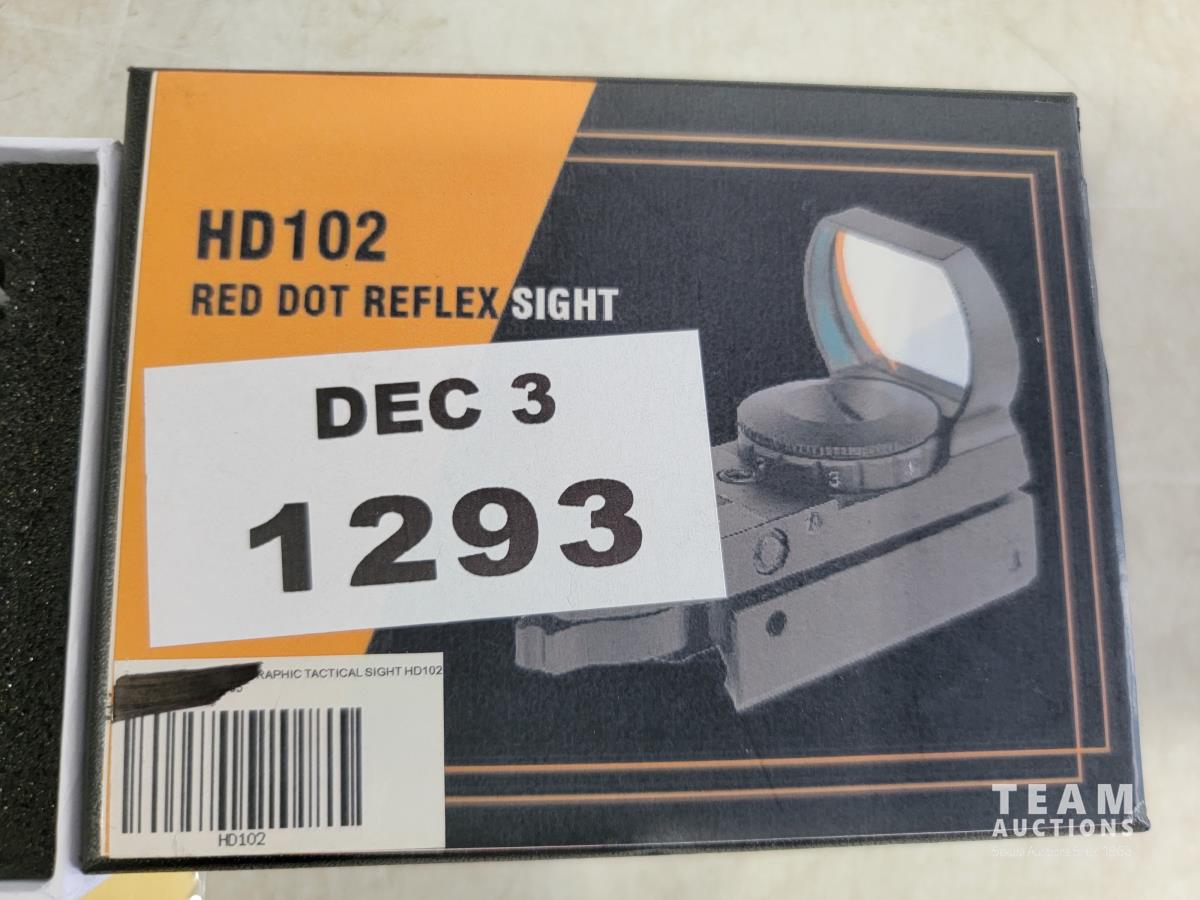 HD102
RED DOT REFLEX SIGHT
DEC 3
1293
3
RAPHIC TACTICAL SIGHT HD102
HD102
TEAM
AUCTIONS